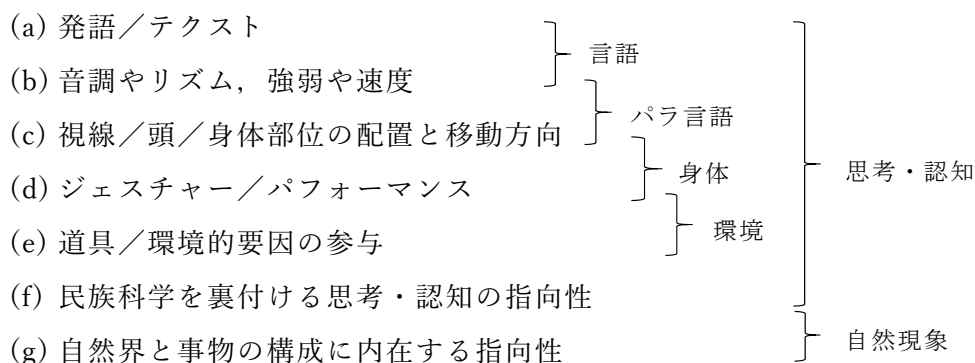 (a) 発語／テクスト
言語
(b) 音調やリズム，強弱や速度
パラ言語
(c) 視線／頭／身体部位の配置と移動方向
身体
思考・認知
(d) ジェスチャー／パフォーマンス
環境
(e) 道具／環境的要因の参与
(f) 民族科学を裏付ける思考・認知の指向性
自然現象
(g) 自然界と事物の構成に内在する指向性